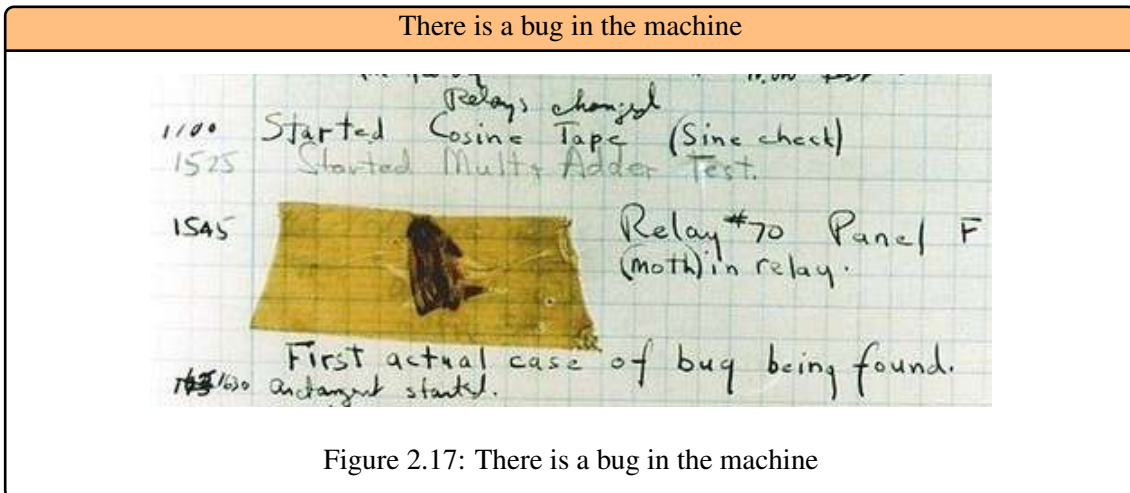 There is a bug in the machine
Relays changed
1100 Started Cosine Tape (Sine check)
1525 Started Mult+ Adder Test.
1545 Relay #70 Panel F
(moth) in relay.
First actual case of bug being found.
1630 arctangent started.
Figure 2.17: There is a bug in the machine